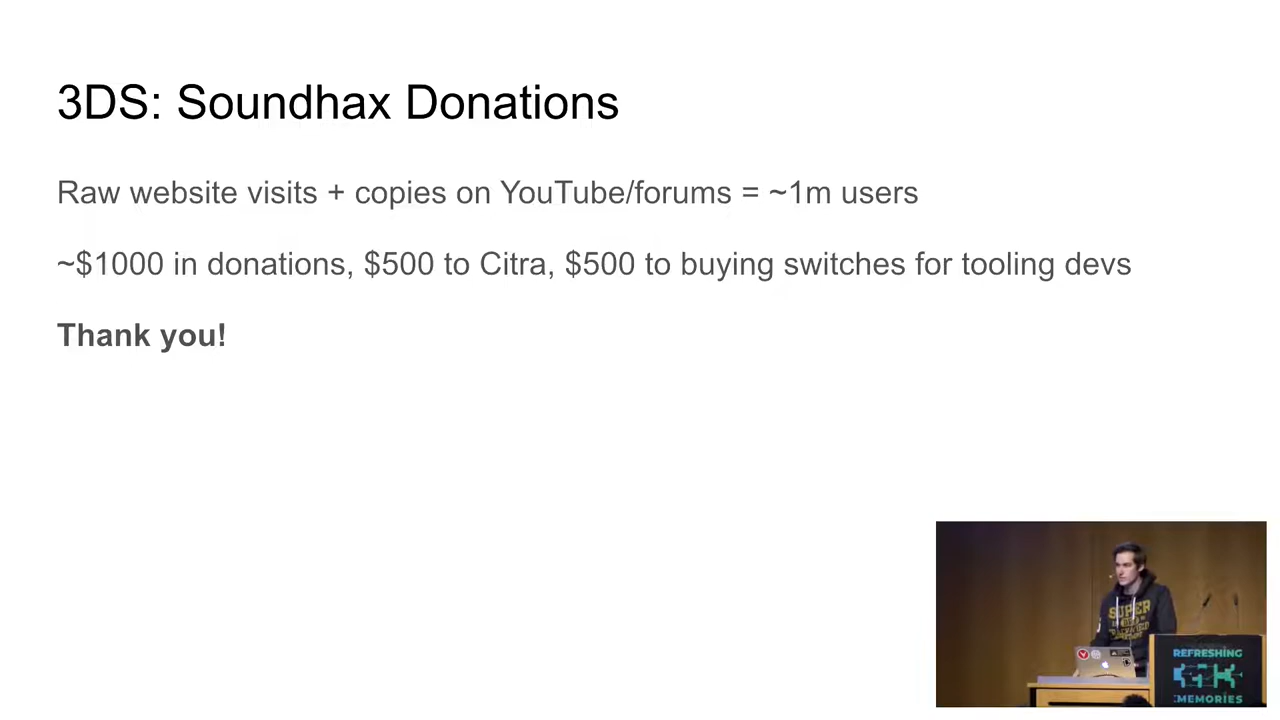 3DS: Soundhax Donations
Raw website visits + copies on YouTube/forums = ~1m users
~$1000 in donations, $500 to Citra, $500 to buying switches for tooling devs
Thank you!
SUPER
REFRESHING
MEMORIES